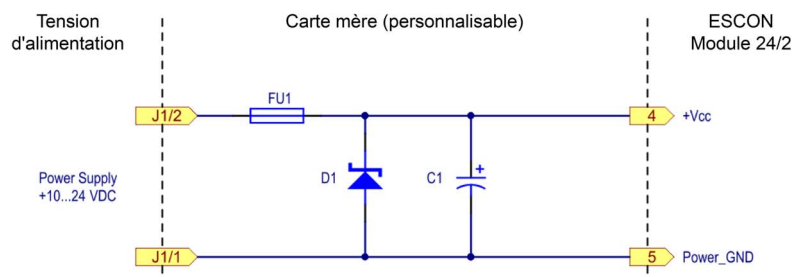 Tension
d'alimentation
Carte mère (personnalisable)
ESCON
Module 24/2
FU1
J1/2
4
+Vcc
Power Supply
+10...24 VDC
D1
C1
+
J1/1
5
Power_GND